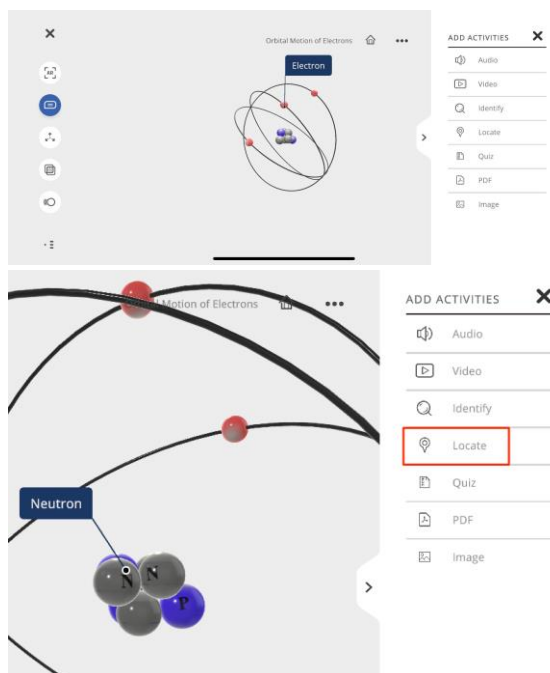 Orbital Motion of Electrons
Electron
ADD ACTIVITIES
Audio
Video
Identify
Locate
Quiz
PDF
Image
Motion of Electrons
Neutron
N N
P
ADD ACTIVITIES
Audio
Video
Identify
Locate
Quiz
PDF
Image